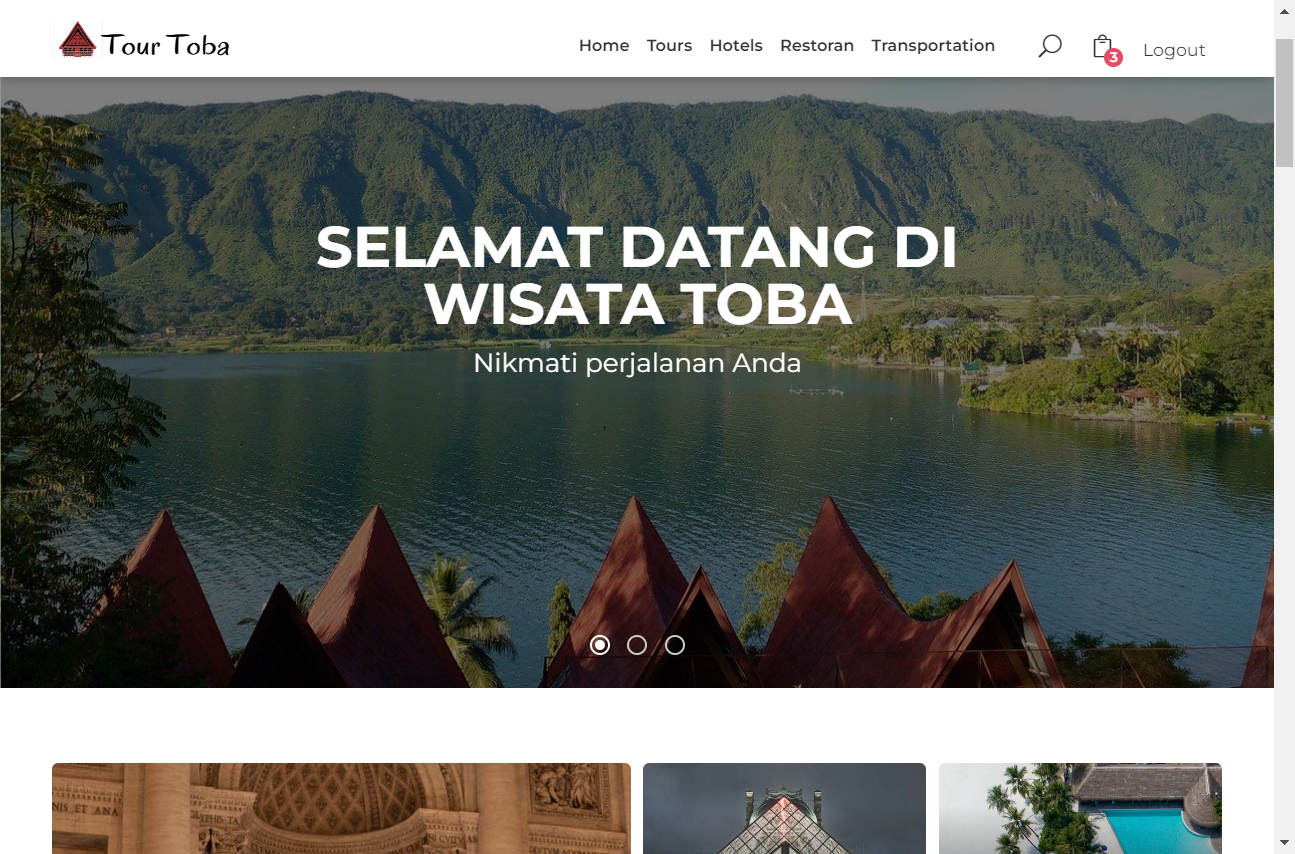 Tour Toba
Home Tours Hotels Restoran Transportation
3
Logout
SELAMAT DATANG DI
WISATA TOBA
Nikmati perjalanan Anda
NIS ET ANA